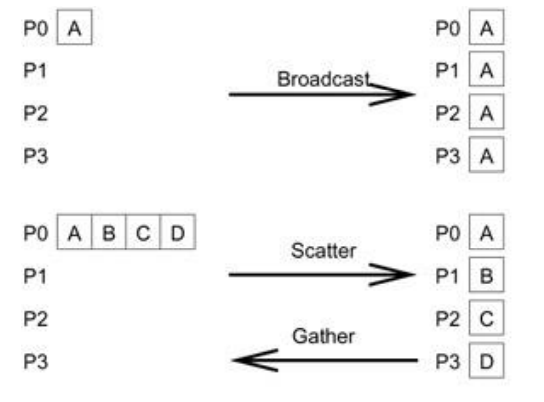 P0 A P0 A
P1 Broadcast P1 A
P2 P2 A
P3 P3 A
P0 A B C D P0 A
P1 Scatter P1 B
P2 P2 C
Gather
P3 P3 D